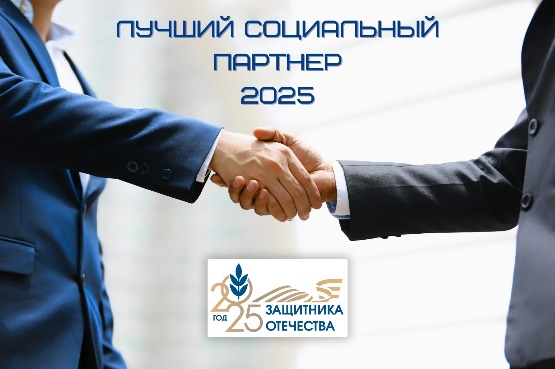 ЛУЧШИЙ СОЦИАЛЬНЫЙ
ПАРТНЕР
2025
2025
ГОД
ЗАЩИТНИКА
ОТЕЧЕСТВА